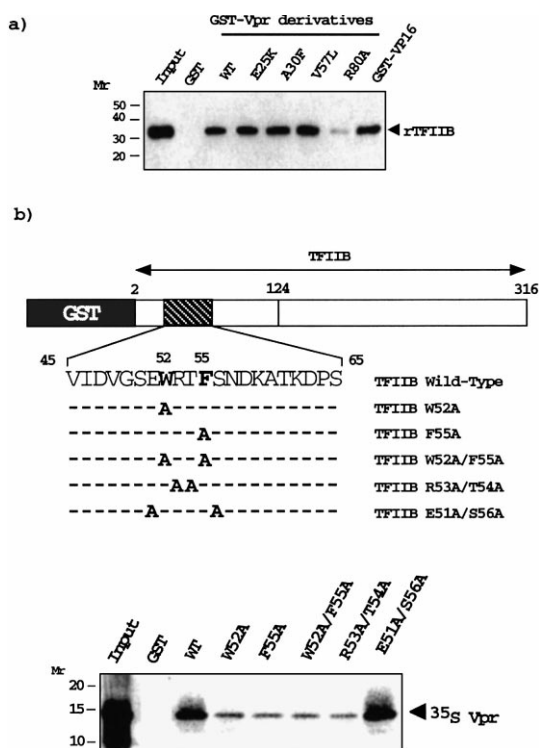 a)
GST-Vpr derivatives
Input GST WT E25K A30F V57L R80A GST-VP16
Mr
50
40
30
20
rTFIIB
b)
TFIIB
2 124 316
GST
45 52 55 65
VIDVGSEWRTFSNDKATKDPS TFIIB Wild-Type
-------A------------- TFIIB W52A
----------A---------- TFIIB F55A
-------A--A---------- TFIIB W52A/F55A
--------AA----------- TFIIB R53A/T54A
------A----A--------- TFIIB E51A/S56A
Input GST WT W52A F55A W52A/F55A R53A/T54A E51A/S56A
Mr
20
15
10
35S Vpr